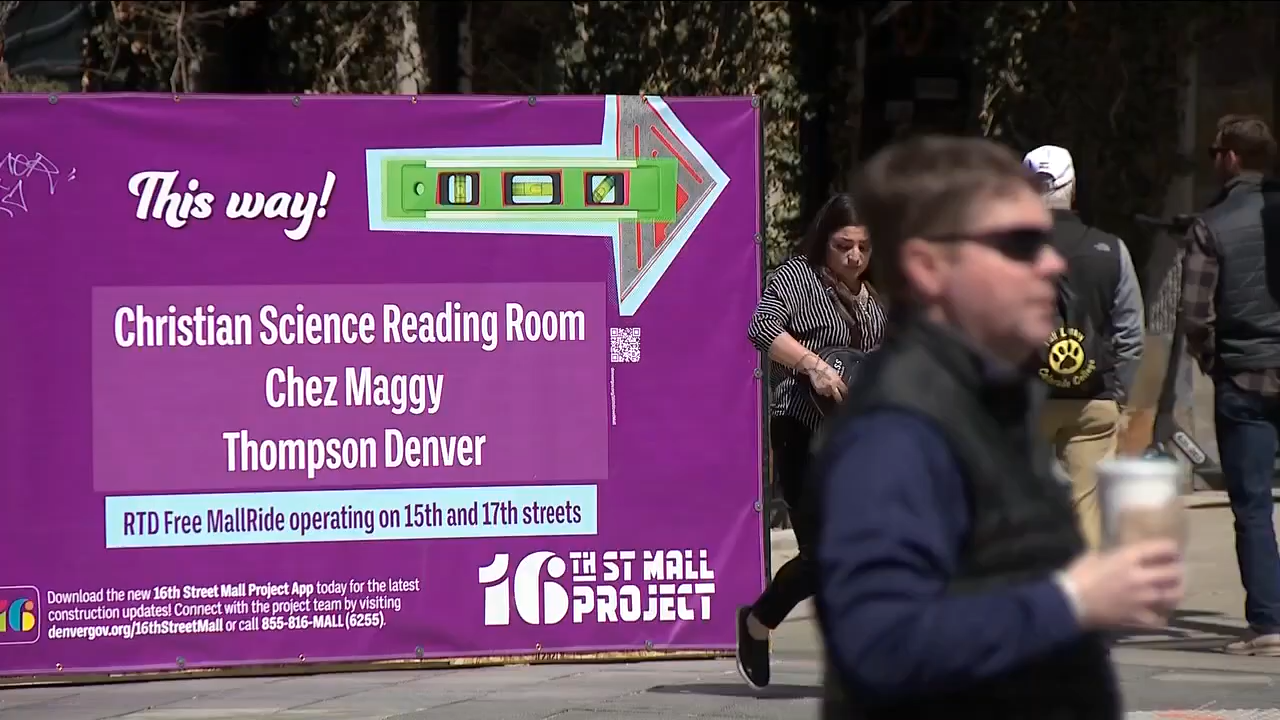 This way!
Christian Science Reading Room
Chez Maggy
Thompson Denver
RTD Free MallRide operating on 15th and 17th streets
16TH ST MALL
PROJECT
16
Download the new 16th Street Mall Project App today for the latest
construction updates! Connect with the project team by visiting
denvergov.org/16thStreetMall or call 855-816-MALL (6255).